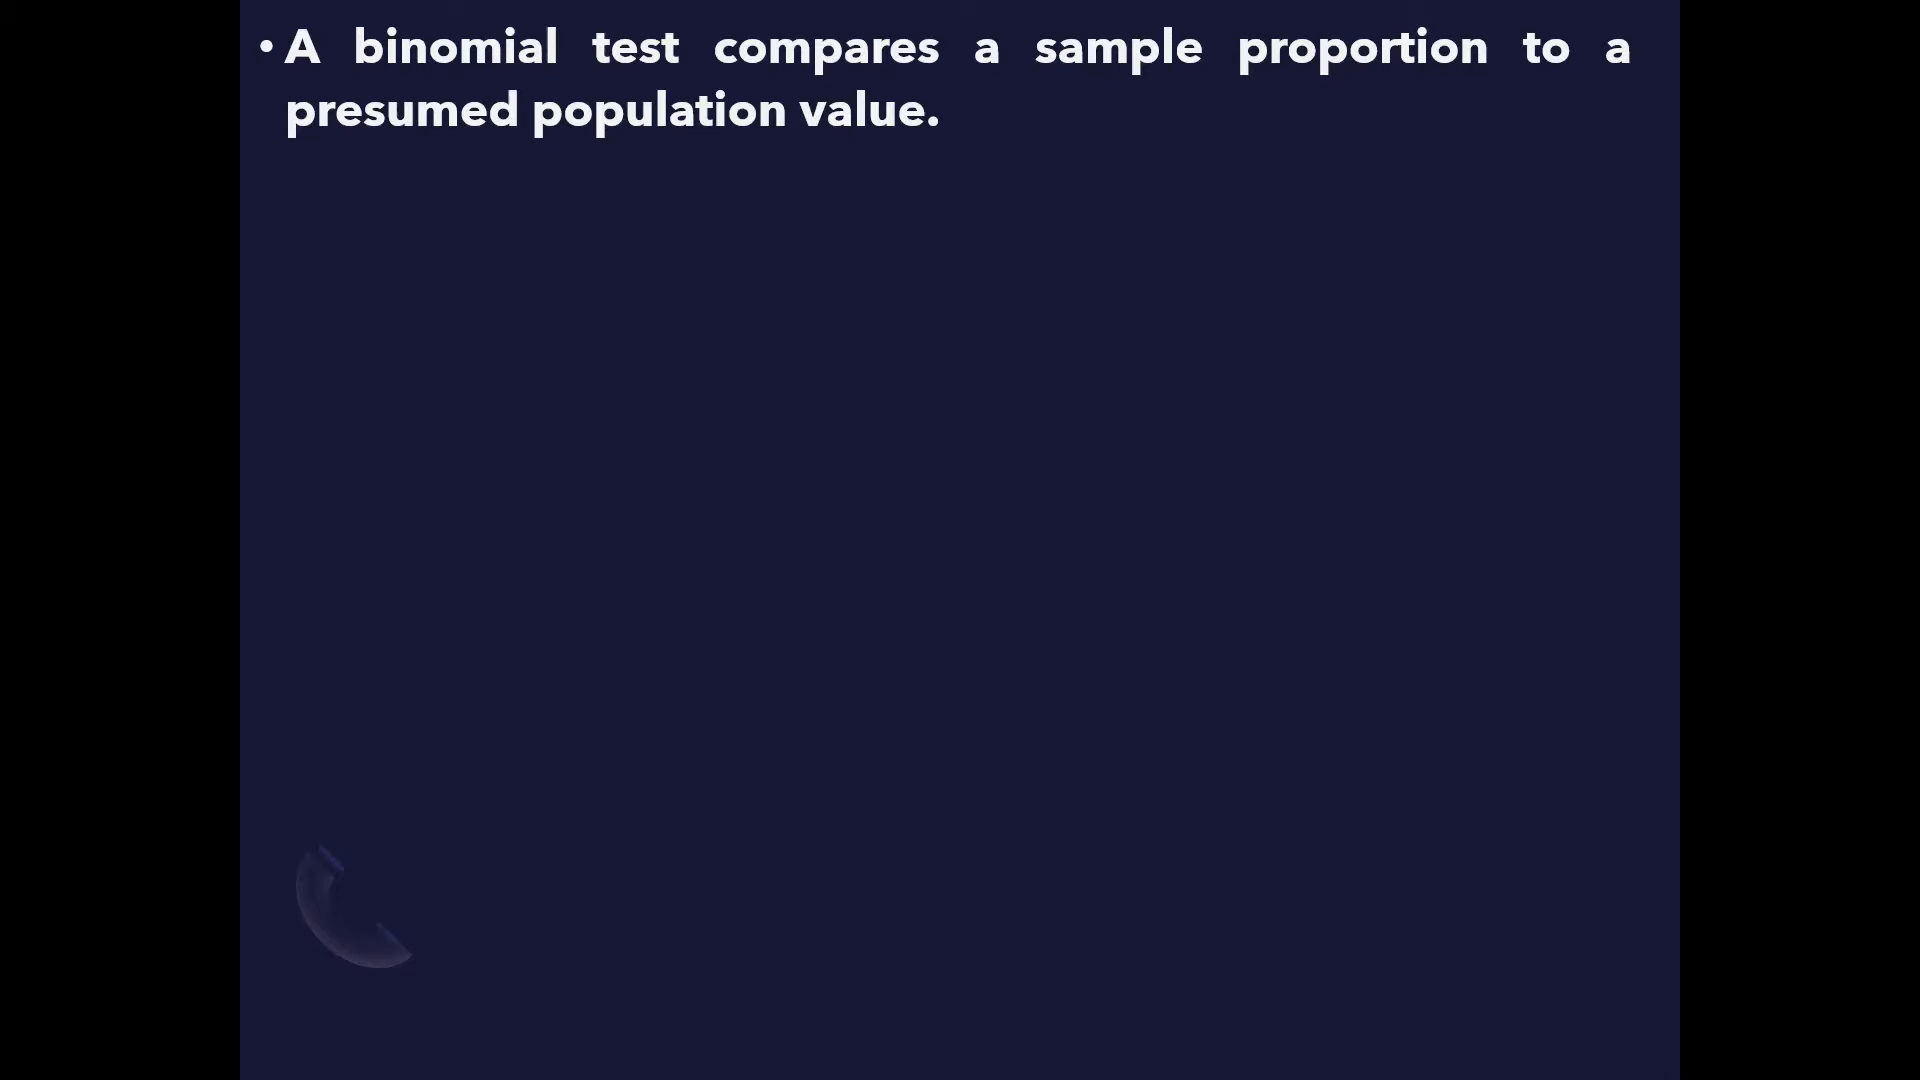 • A binomial test compares a sample proportion to a
presumed population value.